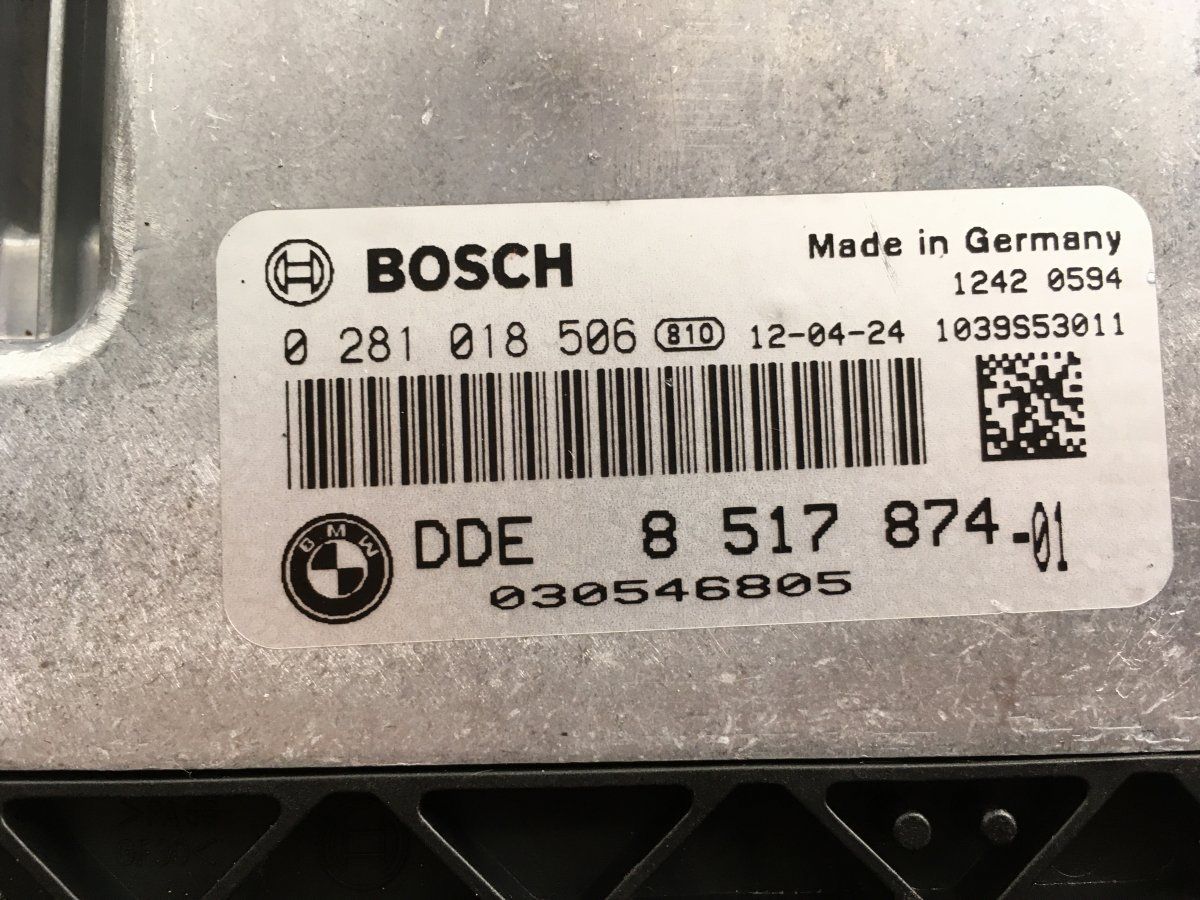 BOSCH
Made in Germany
1242 0594
0 281 018 506 810 12-04-24 1039S53011
BMW
DDE 8 517 874-01
030546805